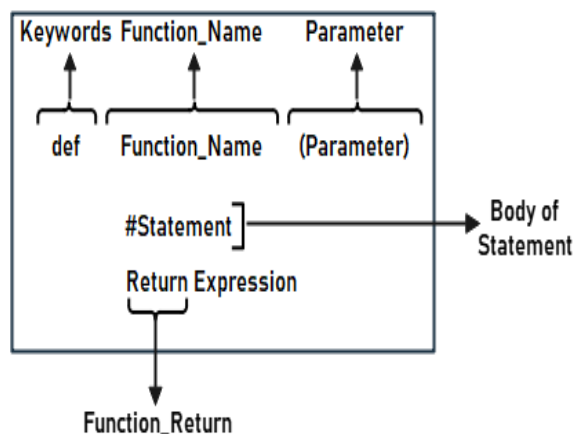 Keywords Function_Name Parameter
def Function_Name (Parameter)
#Statement
Body of
Statement
Return Expression
Function_Return